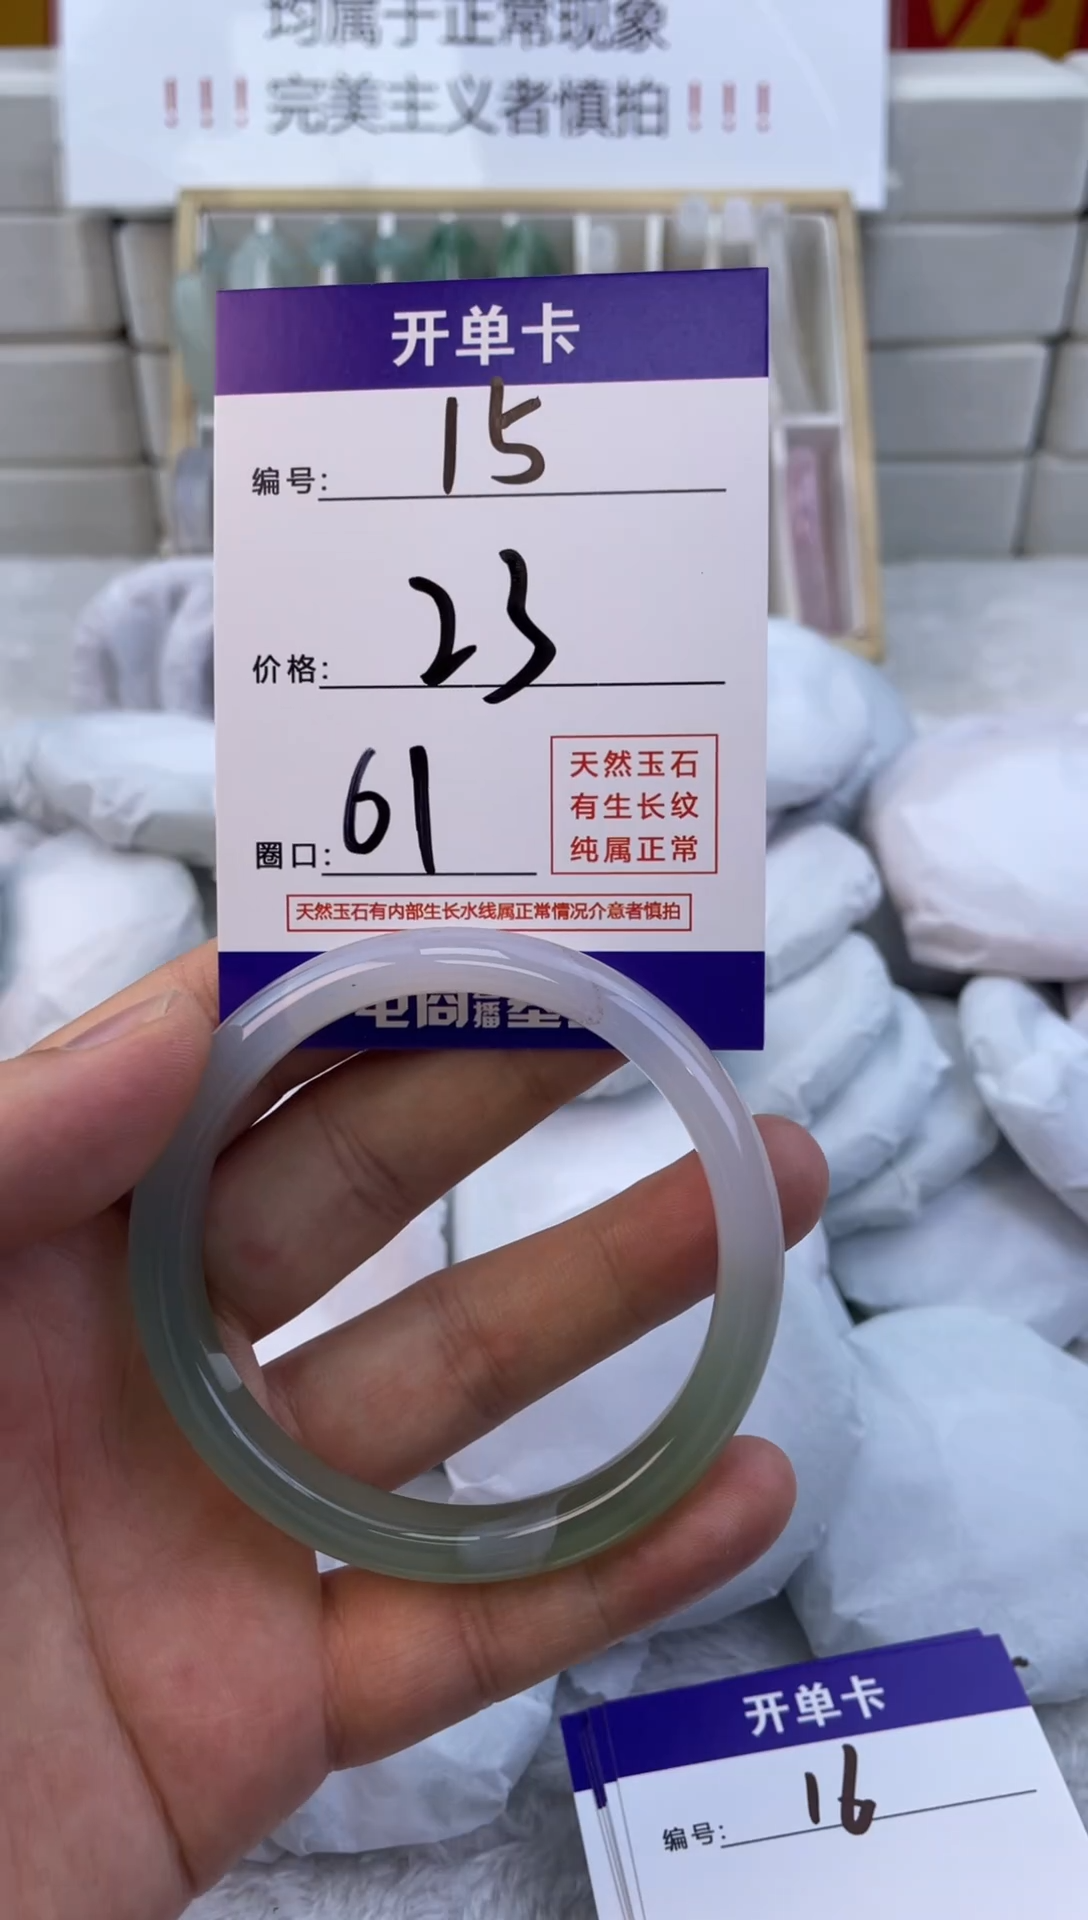 均属于正常现象
!!!完美主义者慎拍!!!
开单卡
编号: 15
价格: 23
圈口: 61
天然玉石
有生长纹
纯属正常
天然玉石有内部生长水线属正常情况介意者慎拍
电商播
开单卡
编号: 16